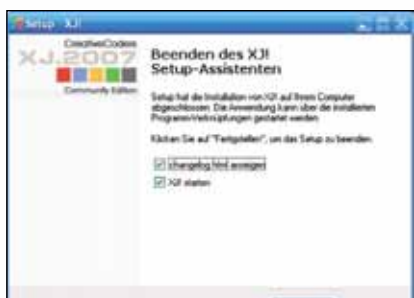 Setup - XJ!
CreativeCoders
XJ.2007
Community Edition
Beenden des XJ!
Setup-Assistenten
Setup hat die Installation von XJ! auf Ihrem Computer
abgeschlossen. Die Anwendung kann über die installierten
Programm-Verknüpfungen gestartet werden.
Klicken Sie auf "Fertigstellen", um das Setup zu beenden.
changelog.html anzeigen
XJ! starten